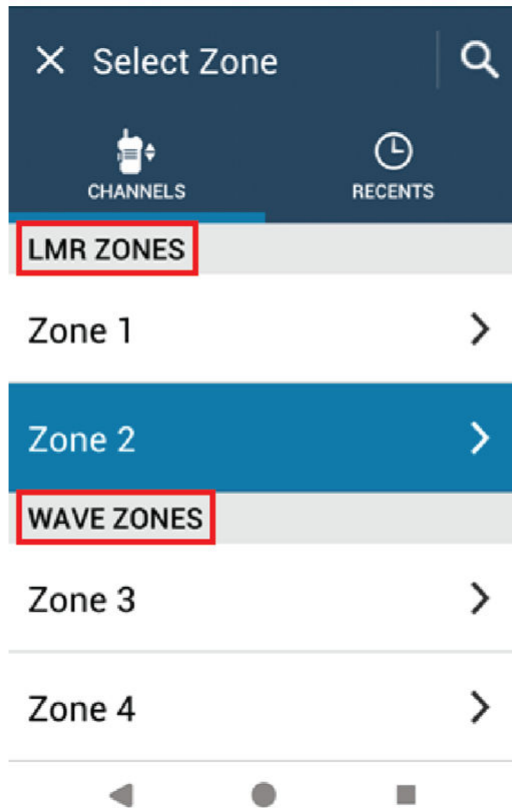 Select Zone
CHANNELS
RECENTS
LMR ZONES
Zone 1
Zone 2
WAVE ZONES
Zone 3
Zone 4